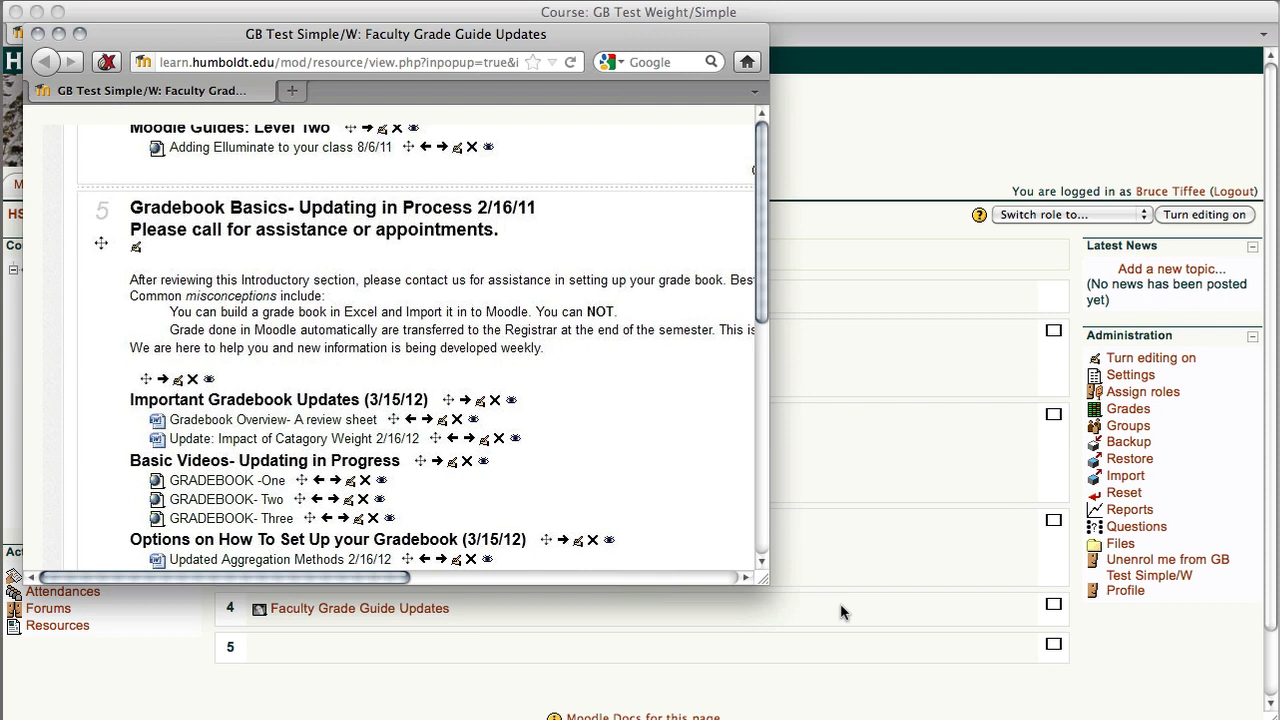 Course: GB Test Weight/Simple
GB Test Simple/W: Faculty Grade Guide Updates
learn.humboldt.edu/mod/resource/view.php?inpopup=true&i
Google
GB Test Simple/W: Faculty Grad...
H
M
HS
Co
Ac
You are logged in as Bruce Tiffee (Logout)
Switch role to...
Turn editing on
Moodle Guides: Level Two
Adding Elluminate to your class 8/6/11
5
Gradebook Basics- Updating in Process 2/16/11
Please call for assistance or appointments.
After reviewing this Introductory section, please contact us for assistance in setting up your grade book. Bes
Common misconceptions include:
You can build a grade book in Excel and Import it in to Moodle. You can NOT.
Grade done in Moodle automatically are transferred to the Registrar at the end of the semester. This is
We are here to help you and new information is being developed weekly.
Important Gradebook Updates (3/15/12)
Gradebook Overview- A review sheet
Update: Impact of Catagory Weight 2/16/12
Basic Videos- Updating in Progress
GRADEBOOK -One
GRADEBOOK- Two
GRADEBOOK- Three
Options on How To Set Up your Gradebook (3/15/12)
Updated Aggregation Methods 2/16/12
Attendances
Forums
Resources
4 Faculty Grade Guide Updates
5
Moodle Docs for this page
Latest News
Add a new topic...
(No news has been posted
yet)
Administration
Turn editing on
Settings
Assign roles
Grades
Groups
Backup
Restore
Import
Reset
Reports
Questions
Files
Unenrol me from GB
Test Simple/W
Profile